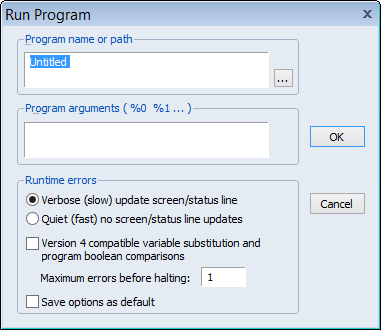 Run Program
Program name or path
Untitled
...
Program arguments ( %0 %1 ... )
OK
Runtime errors
Verbose (slow) update screen/status line
Quiet (fast) no screen/status line updates
Cancel
Version 4 compatible variable substitution and
program boolean comparisons
Maximum errors before halting: 1
Save options as default